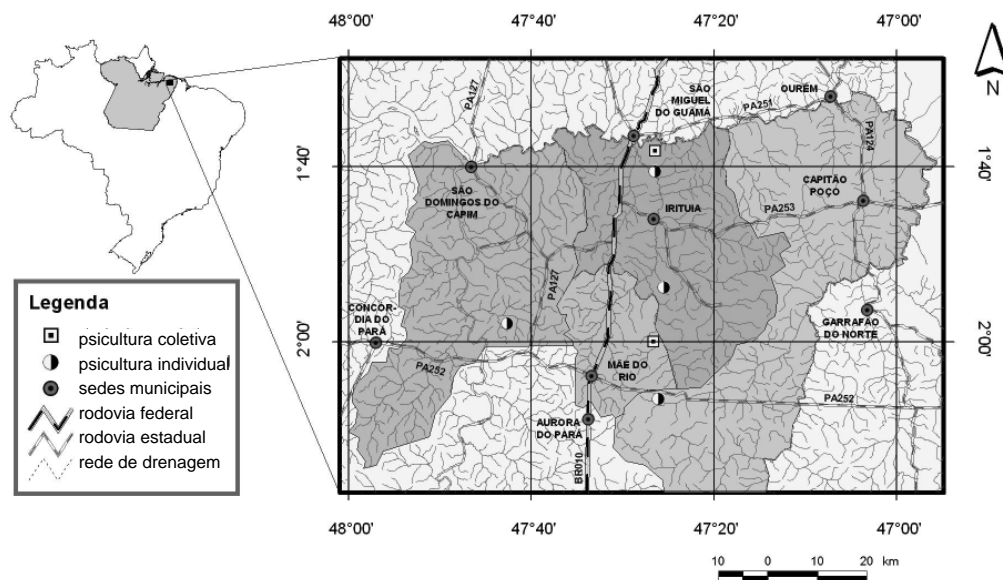 48°00'
47°40'
47°20'
47°00'
N
PA127
SÃO
MIGUEL
DO GUAMÁ
PA251
OURÉM
PA124
1°40'
1°40'
SÃO
DOMINGOS DO
CAPIM
IRITUIA
CAPITÃO
POÇO
PA253
PA127
Legenda
psicultura coletiva
psicultura individual
sedes municipais
rodovia federal
rodovia estadual
rede de drenagem
CONCÓR-
DIA DO
PARÁ
2°00'
2°00'
GARRAFÃO
DO NORTE
MÃE DO
RIO
PA252
PA252
AURORA
DO PARÁ
BR010
48°00'
47°40'
47°20'
47°00'
10 0 10 20 km